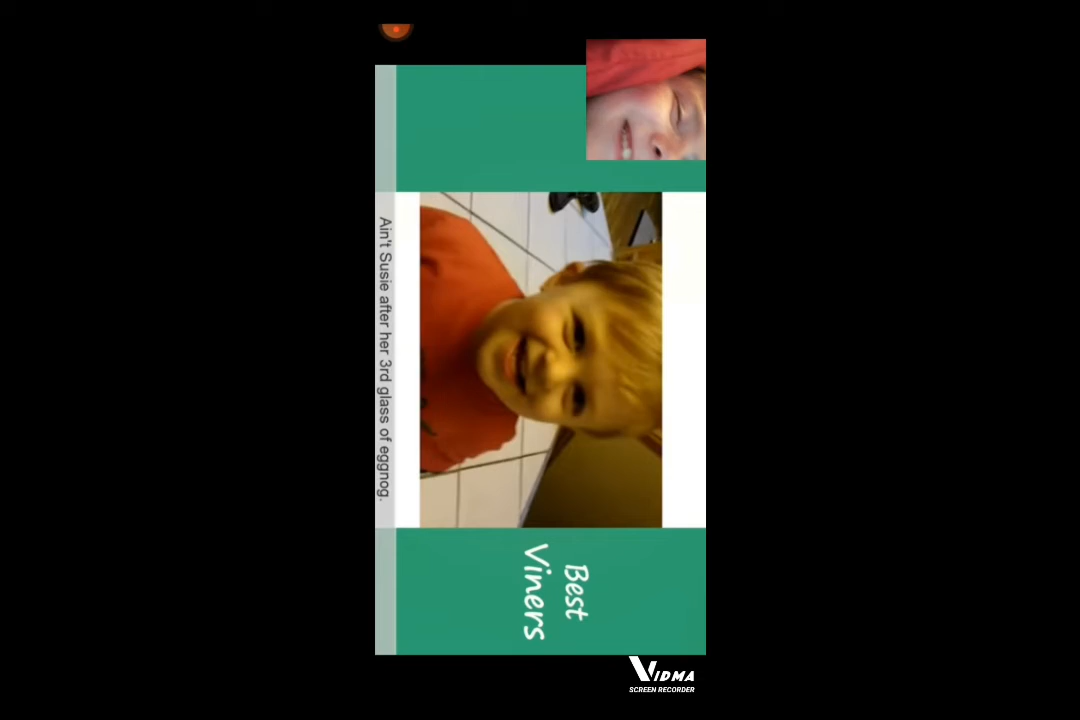 Ain't Susie after her 3rd glass of eggnog.
Best
Viners
VIDMA
SCREEN RECORDER